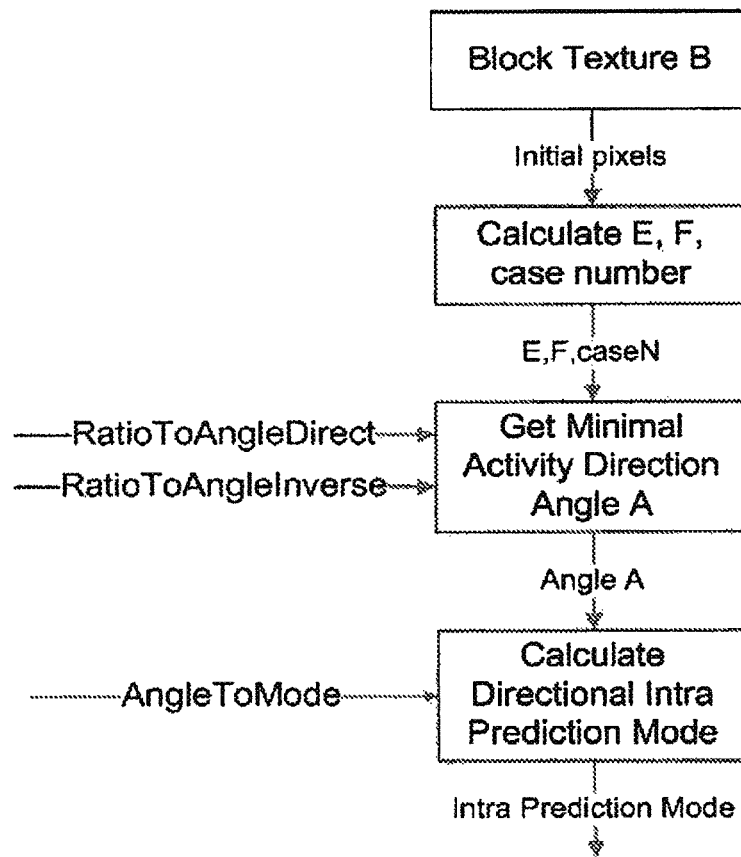 Block Texture B
Initial pixels
Calculate E, F,
case number
E,F,caseN
RatioToAngleDirect
RatioToAngleInverse
Get Minimal
Activity Direction
Angle A
Angle A
AngleToMode
Calculate
Directional Intra
Prediction Mode
Intra Prediction Mode